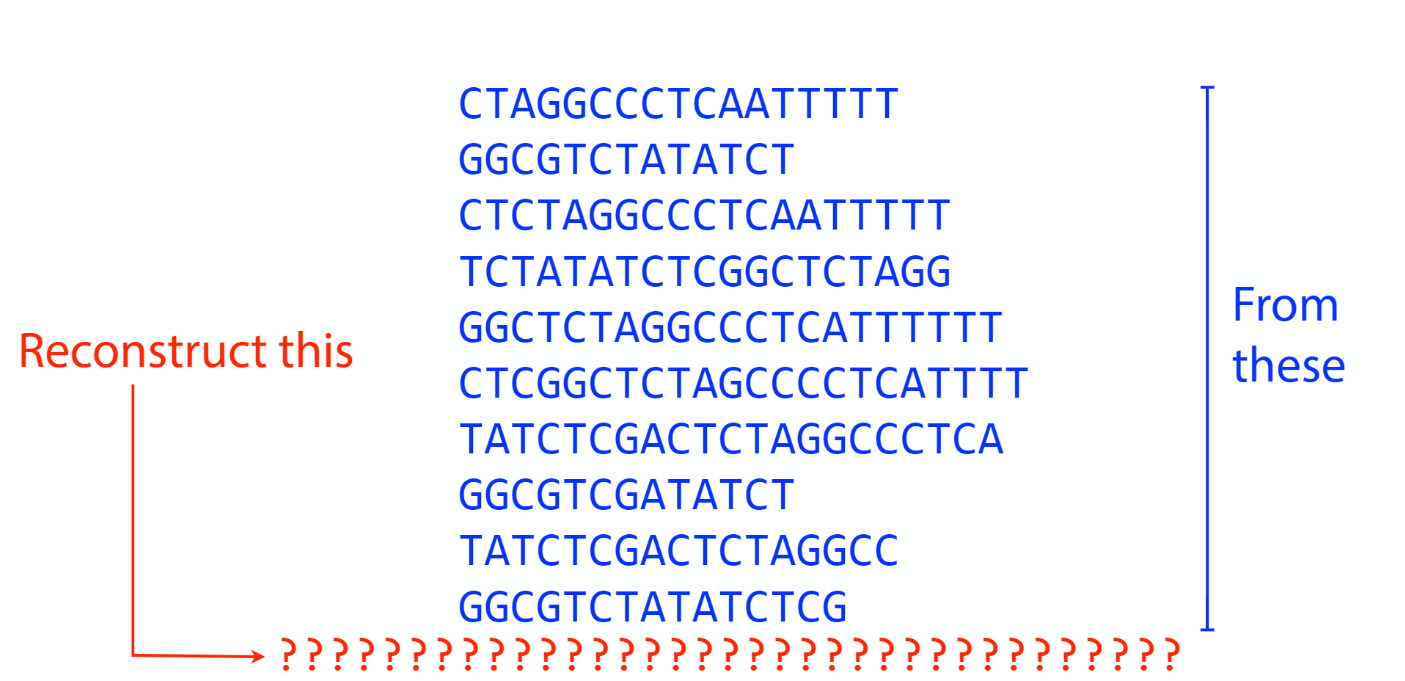 CTAGGCCCTCAATTTTT
GGCGTCTATATCT
CTCTAGGCCCTCAATTTTT
TCTATATCTCGGCTCTAGG
GGCTCTAGGCCCTCATTTTTT
CTCGGCTCTAGCCCCTCATTTT
TATCTCGACTCTAGGCCCTCA
GGCGTCGATATCT
TATCTCGACTCTAGGCC
GGCGTCTATATCTCG
Reconstruct this
???????????????????????????????????
From
these